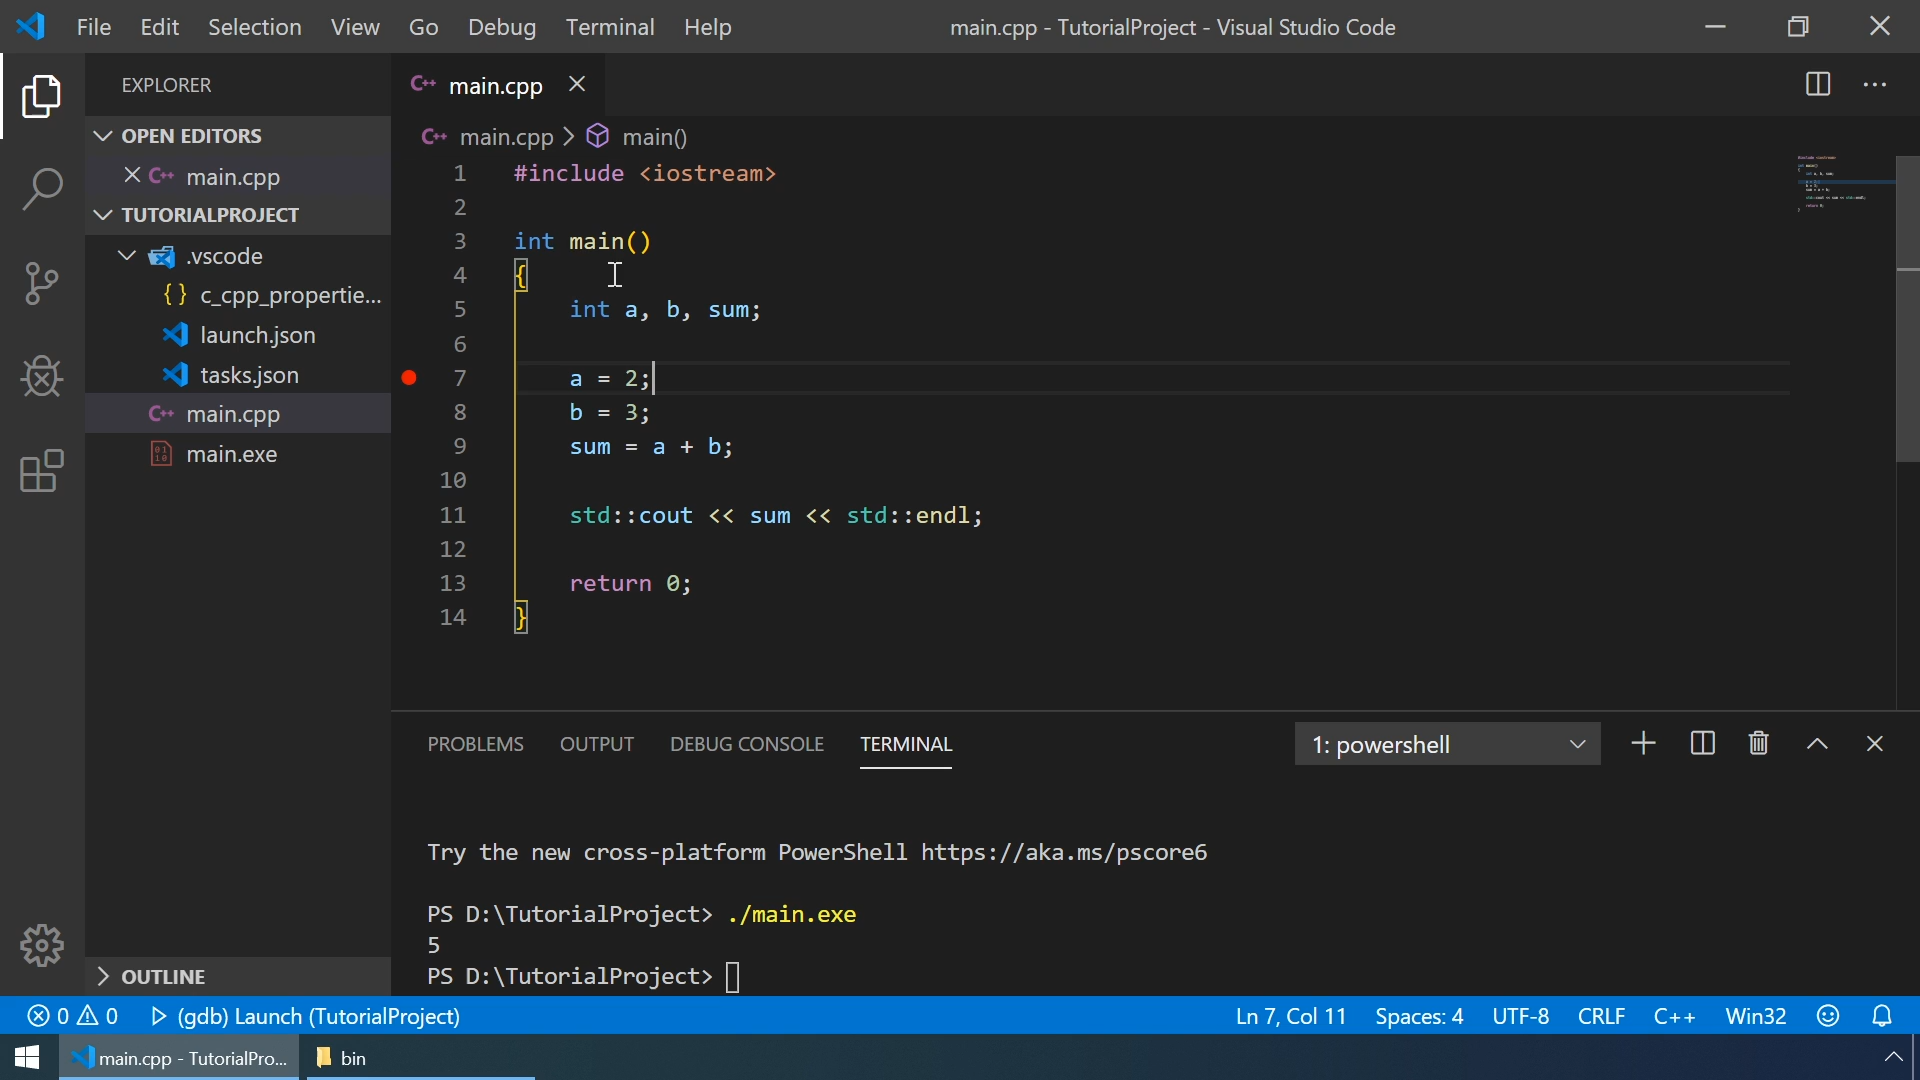 File Edit Selection View Go Debug Terminal Help
main.cpp - TutorialProject - Visual Studio Code
EXPLORER
OPEN EDITORS
C++ main.cpp
TUTORIALPROJECT
.vscode
{ } c_cpp_propertie...
launch.json
tasks.json
C++ main.cpp
main.exe
OUTLINE
C++ main.cpp
C++ main.cpp > main()
1 #include <iostream>
2
3 int main()
4 {
5 int a, b, sum;
6
7 a = 2;
8 b = 3;
9 sum = a + b;
10
11 std::cout << sum << std::endl;
12
13 return 0;
14 }
PROBLEMS OUTPUT DEBUG CONSOLE TERMINAL
1: powershell
Try the new cross-platform PowerShell https://aka.ms/pscore6
PS D:\TutorialProject> ./main.exe
5
PS D:\TutorialProject>
0 0 (gdb) Launch (TutorialProject)
Ln 7, Col 11 Spaces: 4 UTF-8 CRLF C++ Win32
main.cpp - TutorialPro...
bin